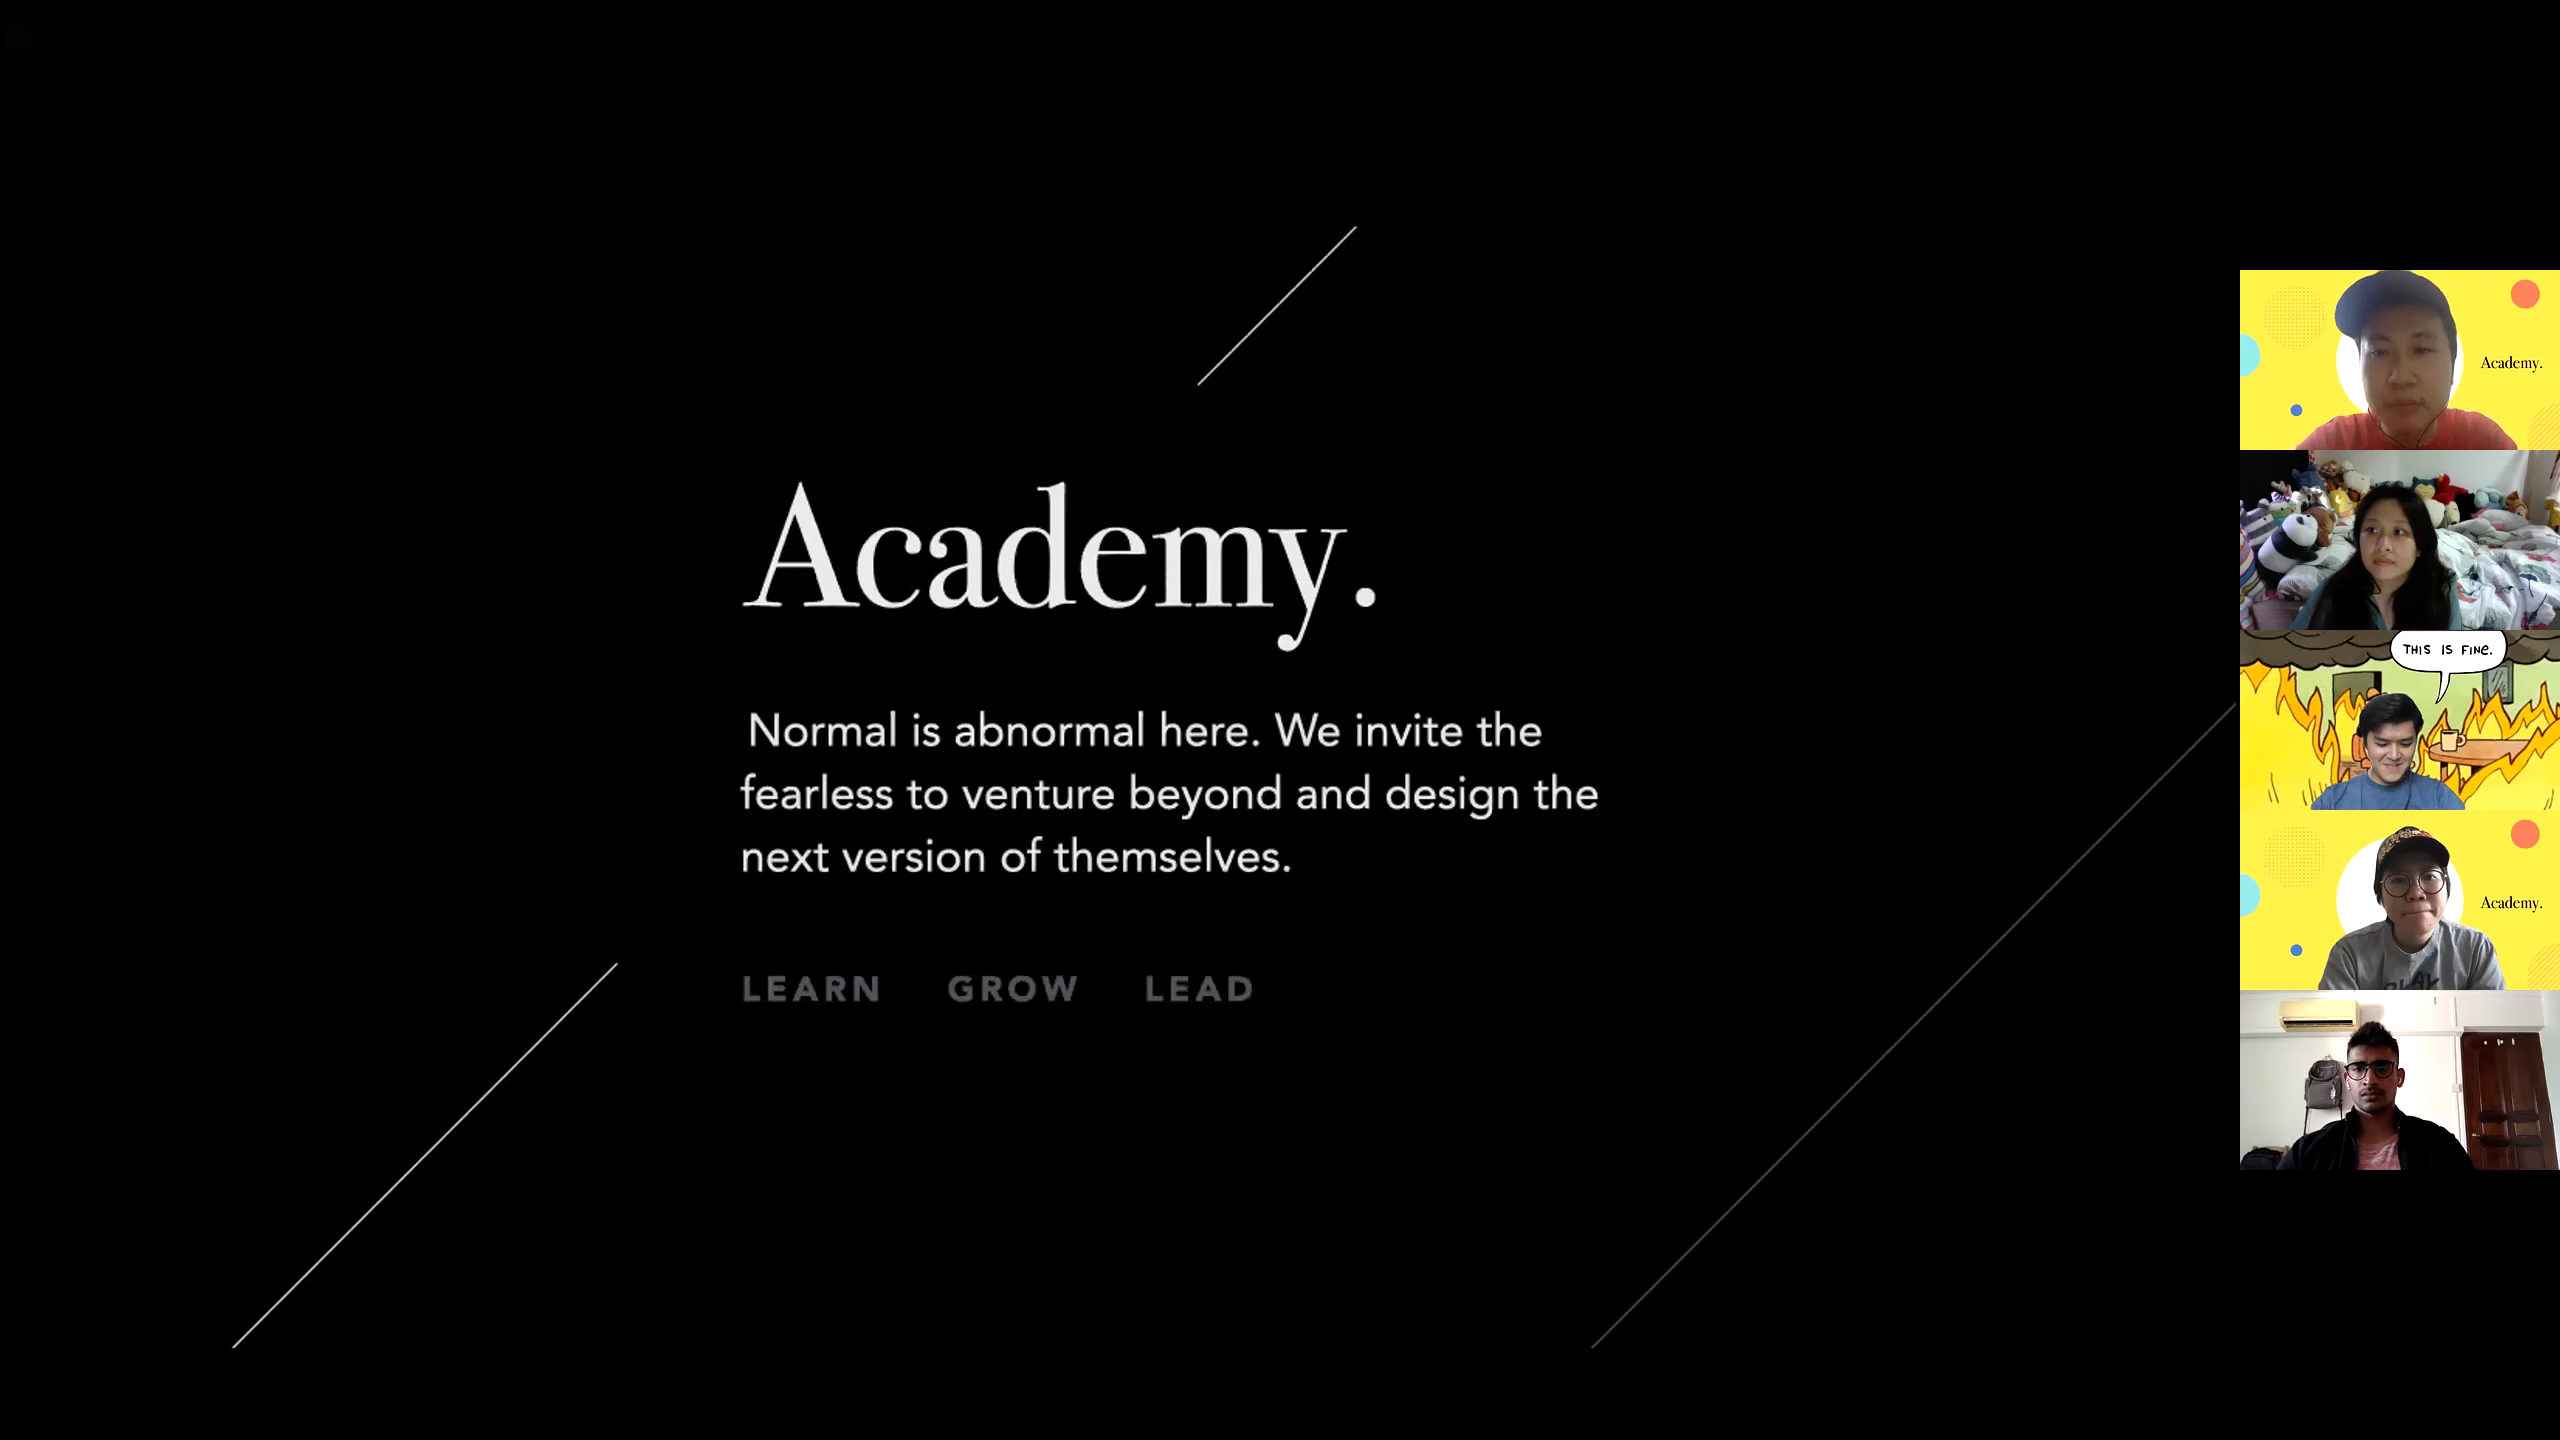 Academy.
Normal is abnormal here. We invite the
fearless to venture beyond and design the
next version of themselves.
LEARN GROW LEAD
Academy.
THIS IS FINE.
Academy.